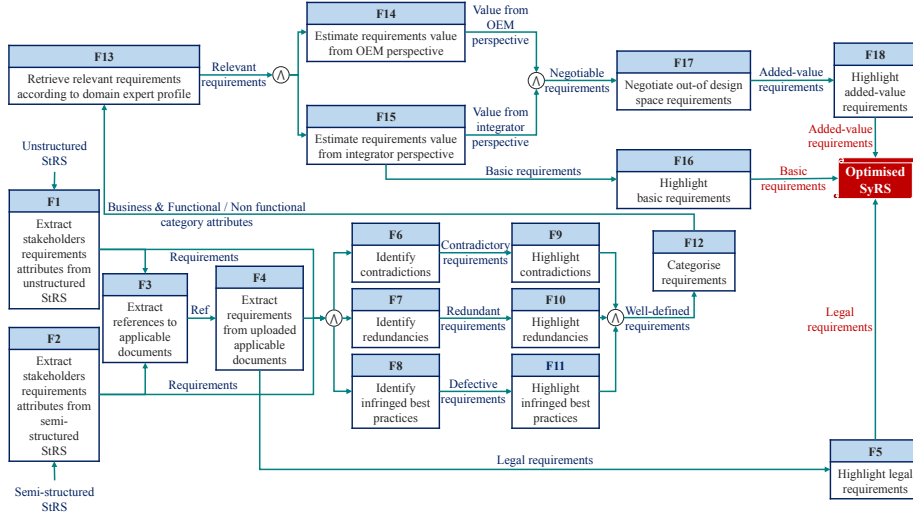 F13
Retrieve relevant requirements
according to domain expert profile
Relevant
requirements
⋀
F14
Estimate requirements value
from OEM perspective
Value from
OEM
perspective
F15
Estimate requirements value
from integrator perspective
Value from
integrator
perspective
⋀
Negotiable
requirements
F17
Negotiate out-of design
space requirements
Added-value
requirements
F18
Highlight
added-value
requirements
Added-value
requirements
Basic requirements
F16
Highlight
basic requirements
Basic
requirements
Optimised
SyRS
Unstructured
StRS
F1
Extract
stakeholders
requirements
attributes from
unstructured
StRS
Business & Functional / Non functional
category attributes
Requirements
F2
Extract
stakeholders
requirements
attributes from
semi-
structured
StRS
Requirements
Semi-structured
StRS
F3
Extract
references to
applicable
documents
Ref
F4
Extract
requirements
from uploaded
applicable
documents
⋀
F6
Identify
contradictions
Contradictory
requirements
F9
Highlight
contradictions
F7
Identify
redundancies
Redundant
requirements
F10
Highlight
redundancies
F8
Identify
infringed best
practices
Defective
requirements
F11
Highlight
infringed best
practices
⋀
Well-defined
requirements
F12
Categorise
requirements
Legal requirements
F5
Highlight legal
requirements
Legal
requirements